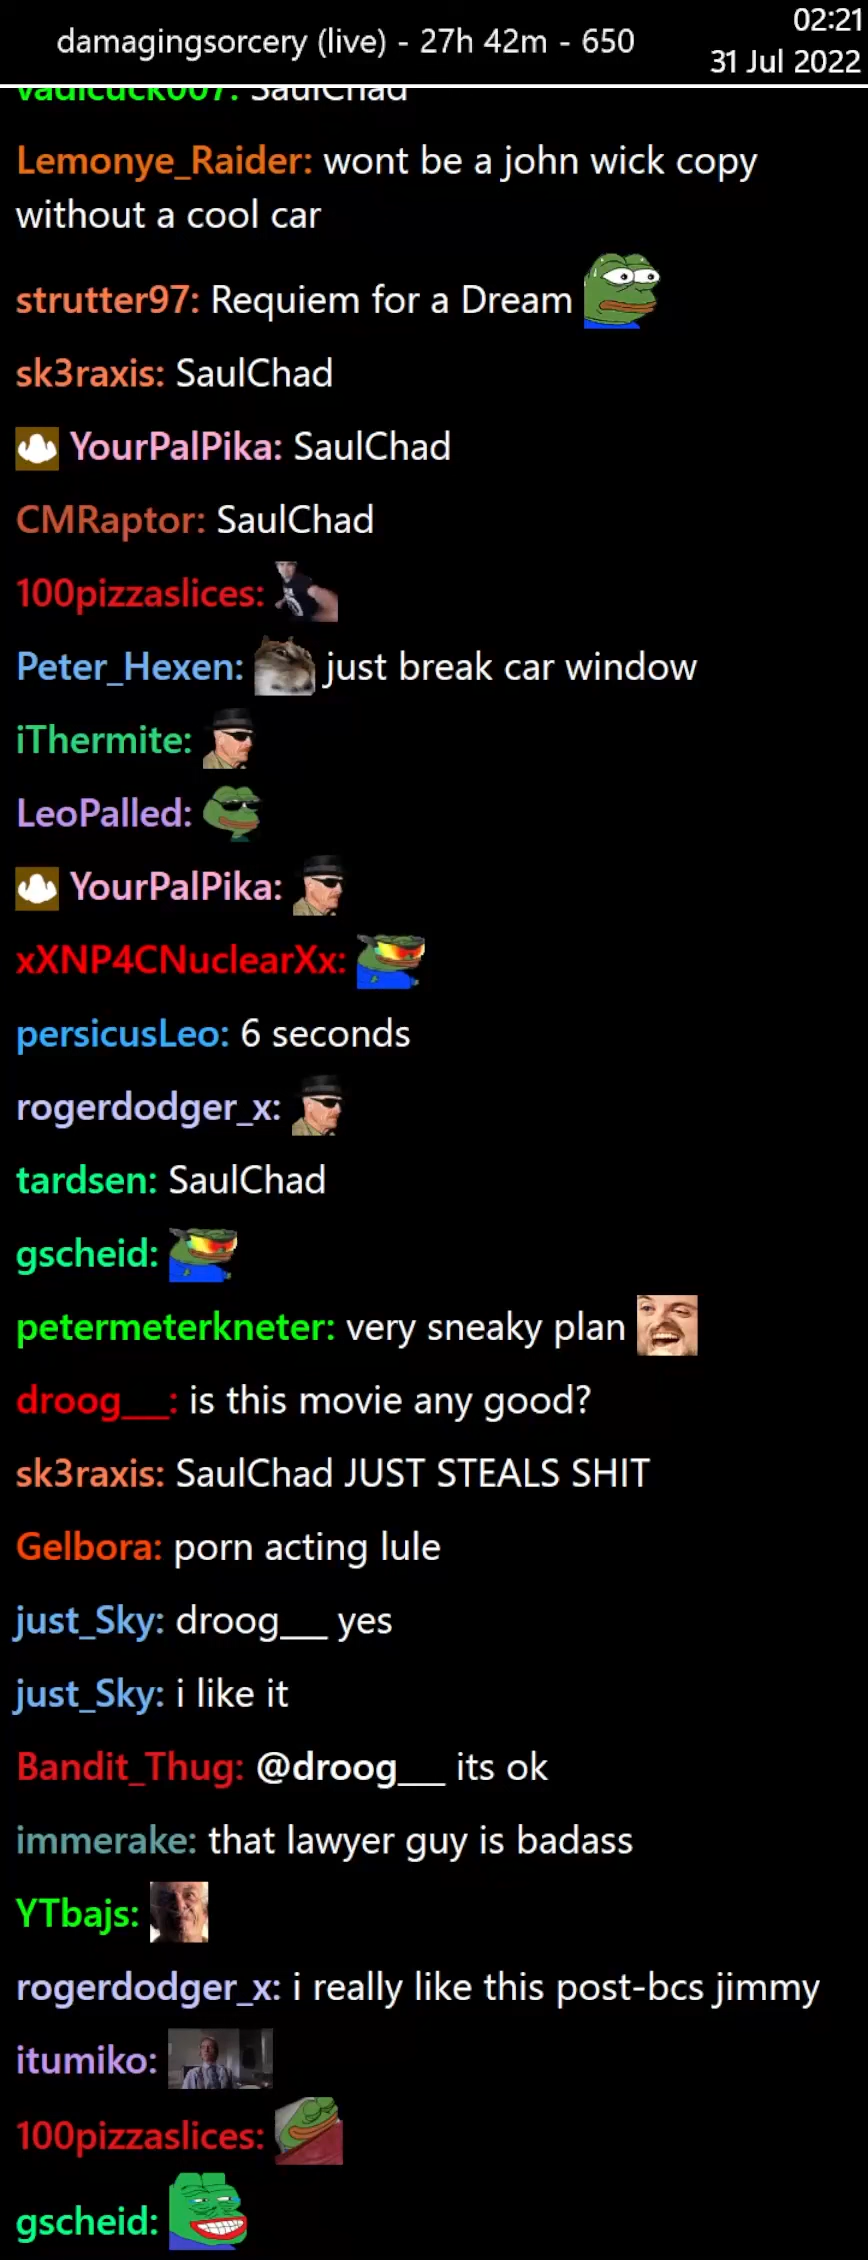 damagingsorcery (live) - 27h 42m - 650
02:21
31 Jul 2022
vadicuck007: SaulChad
Lemonye_Raider: wont be a john wick copy
without a cool car
strutter97: Requiem for a Dream
sk3raxis: SaulChad
YourPalPika: SaulChad
CMRaptor: SaulChad
100pizzaslices:
Peter_Hexen: just break car window
iThermite:
LeoPalled:
YourPalPika:
xXNP4CNuclearXx:
persicusLeo: 6 seconds
rogerdodger_x:
tardsen: SaulChad
gscheid:
petermeterkneter: very sneaky plan
droog___: is this movie any good?
sk3raxis: SaulChad JUST STEALS SHIT
Gelbora: porn acting lule
just_Sky: droog___ yes
just_Sky: i like it
Bandit_Thug: @droog___ its ok
immerake: that lawyer guy is badass
YTbajs:
rogerdodger_x: i really like this post-bcs jimmy
itumiko:
100pizzaslices:
gscheid: